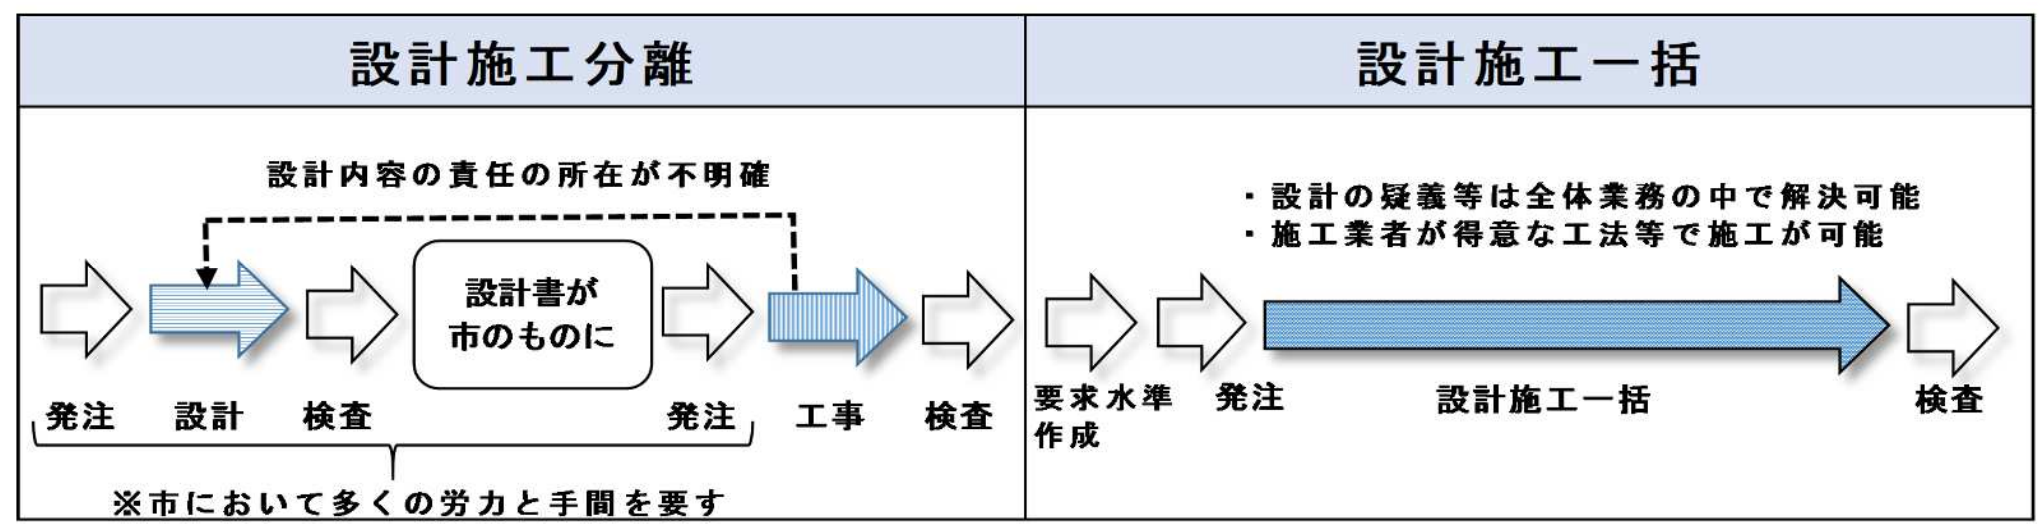 設計施工分離
設計内容の責任の所在が不明確
設計書が
市のものに
発注
設計
検査
発注
工事
検査
※市において多くの労力と手間を要す
設計施工一括
・設計の疑義等は全体業務の中で解決可能
・施工業者が得意な工法等で施工が可能
要求水準
作成
発注
設計施工一括
検査